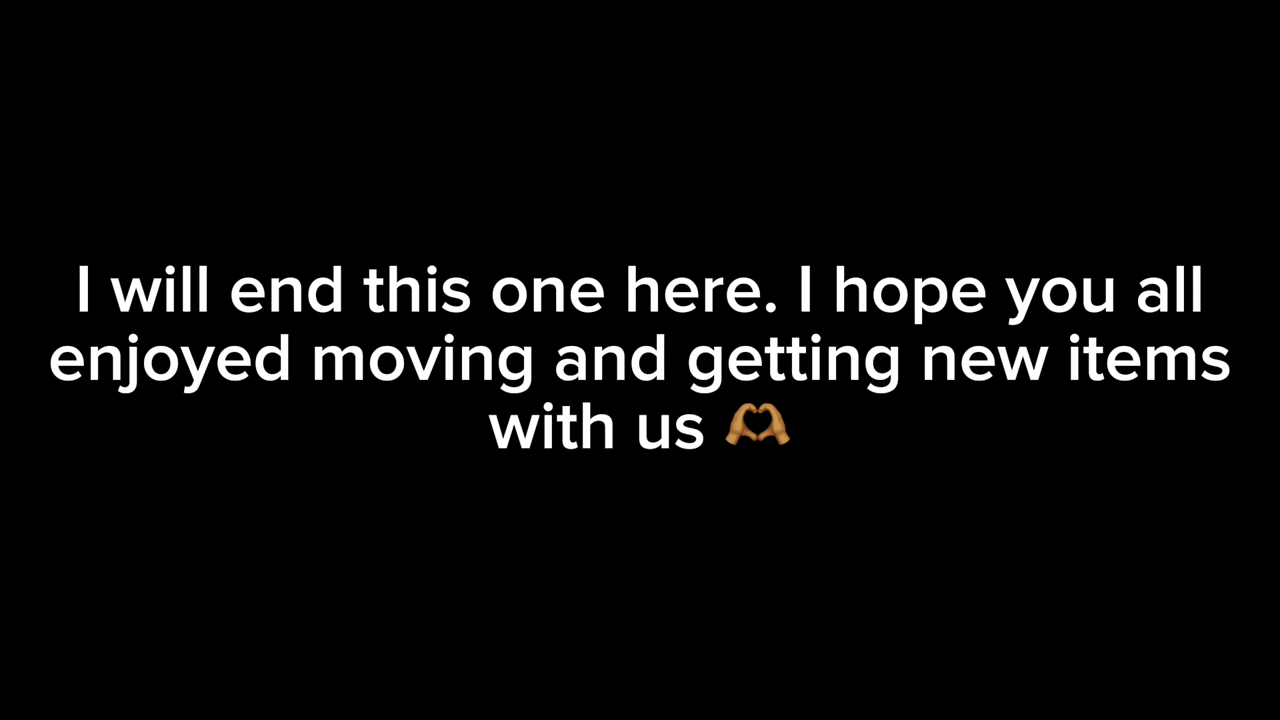 I will end this one here. I hope you all
enjoyed moving and getting new items
with us 🫶🏾